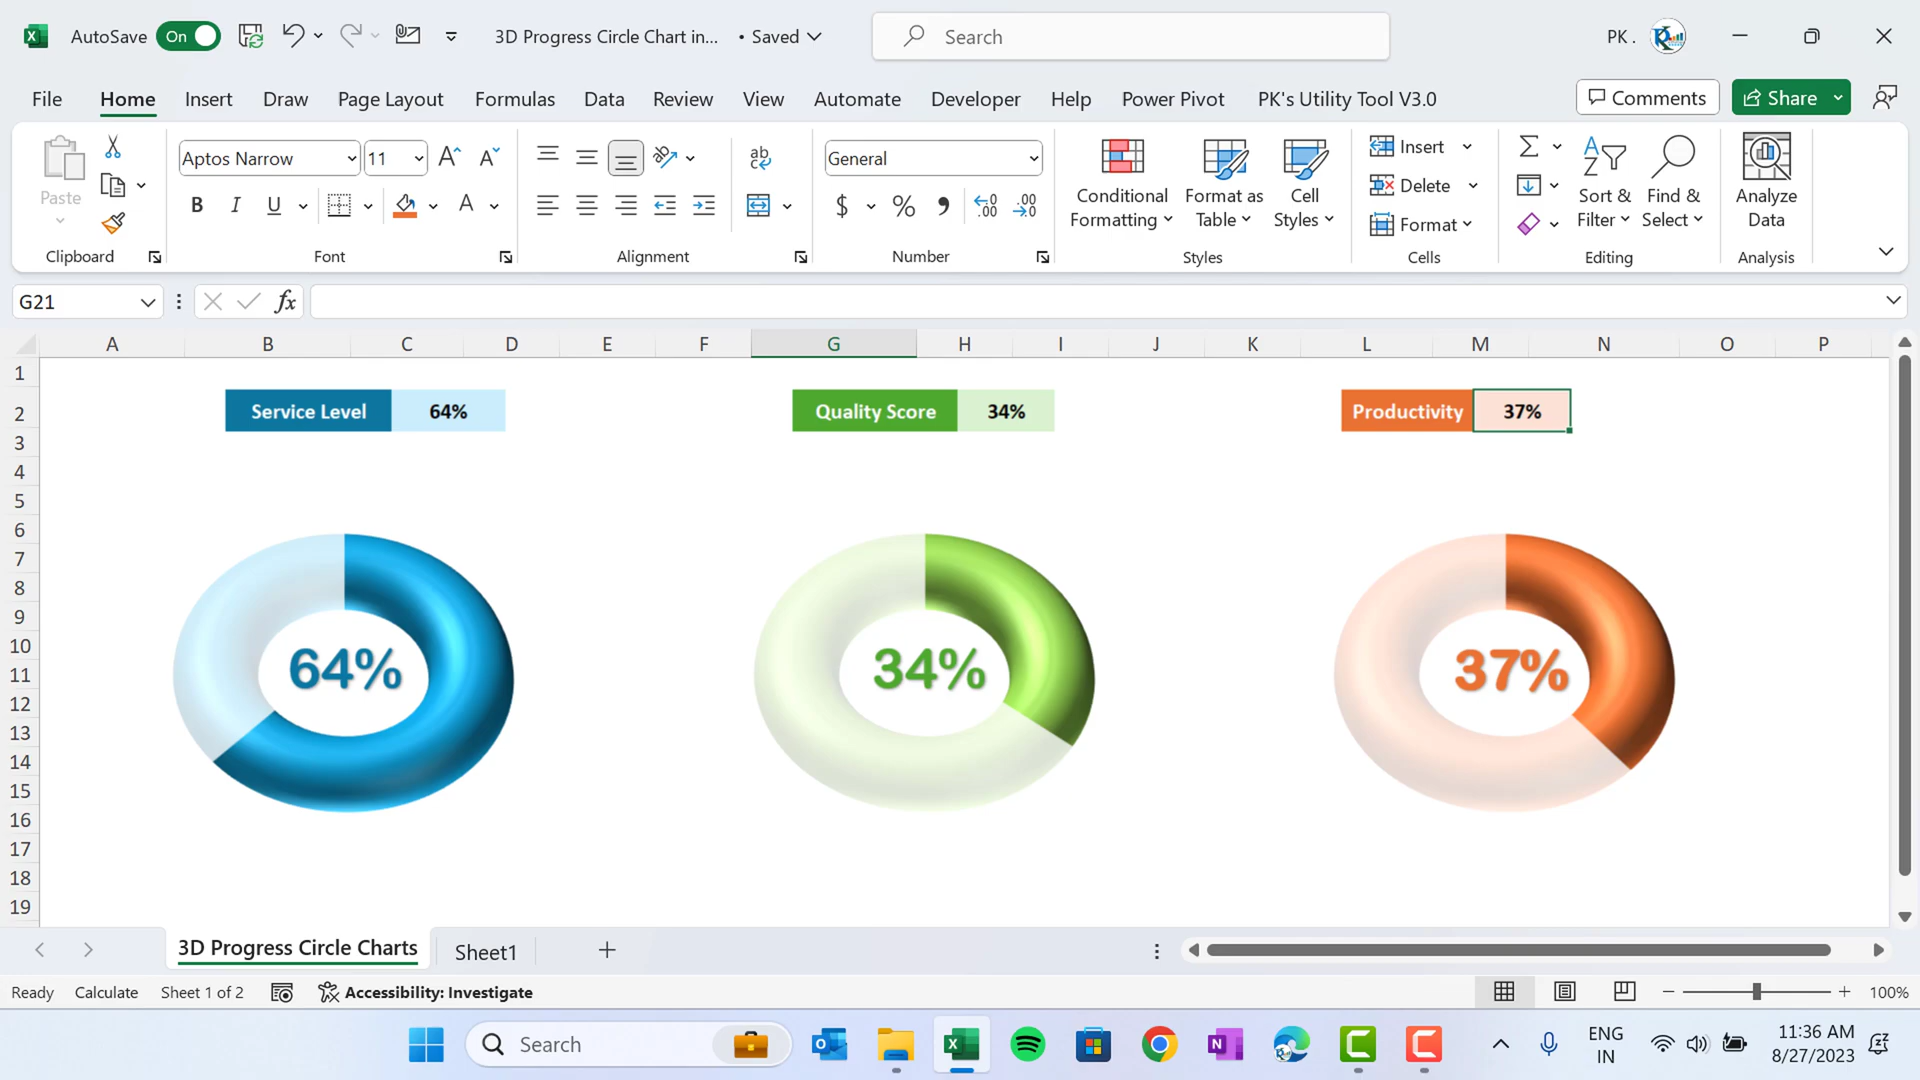 AutoSave On 3D Progress Circle Chart in... • Saved Search PK .
File Home Insert Draw Page Layout Formulas Data Review View Automate Developer Help Power Pivot PK's Utility Tool V3.0 Comments Share
Paste
Clipboard
Aptos Narrow 11 A^ A˅
B I U A
Font
ab
Alignment
General
$ % , .00 .00
Number
Conditional Formatting
Format as Table
Cell Styles
Styles
Insert
Delete
Format
Cells
Σ
Sort & Filter
Find & Select
Editing
Analyze Data
Analysis
G21 fx
A B C D E F G H I J K L M N O P
1
2 Service Level 64% Quality Score 34% Productivity 37%
3
4
5
6
7
8
9
10
11 64% 34% 37%
12
13
14
15
16
17
18
19
3D Progress Circle Charts Sheet1 +
Ready Calculate Sheet 1 of 2 Accessibility: Investigate − + 100%
Search ENG IN 11:36 AM 8/27/2023